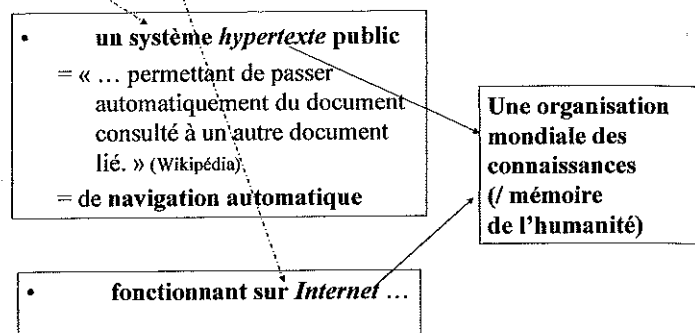 • un système hypertexte public
= « … permettant de passer
automatiquement du document
consulté à un autre document
lié. » (Wikipédia)
= de navigation automatique
Une organisation
mondiale des
connaissances
(/ mémoire
de l'humanité)
• fonctionnant sur Internet …